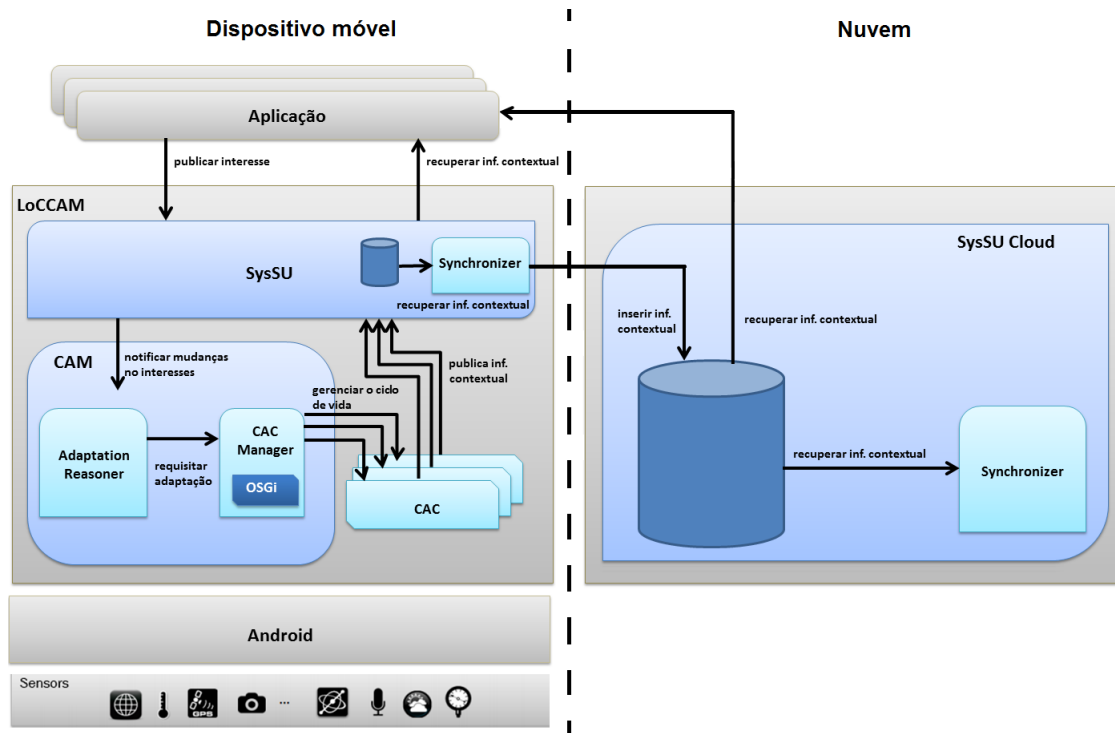 Dispositivo móvel
Nuvem
Aplicação
publicar interesse
recuperar inf. contextual
LoCCAM
SysSU
Synchronizer
recuperar inf. contextual
SysSU Cloud
inserir inf.
contextual
recuperar inf. contextual
notificar mudanças
no interesses
publica inf.
contextual
CAM
gerenciar o ciclo
de vida
Adaptation
Reasoner
requisitar
adaptação
CAC
Manager
OSGi
CAC
recuperar inf. contextual
Synchronizer
Android
Sensors
GPS
...